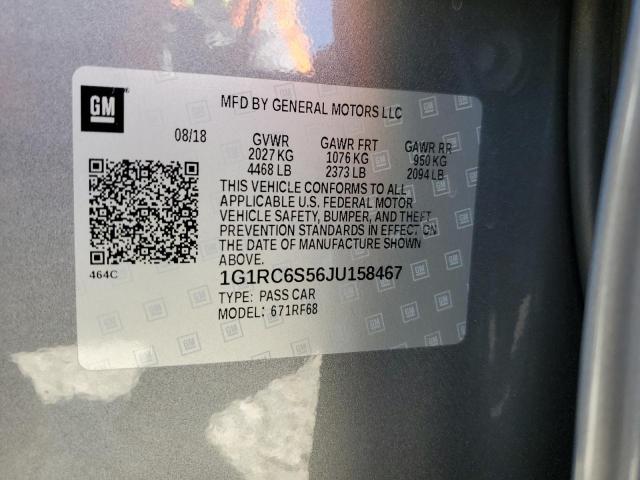 GM
MFD BY GENERAL MOTORS LLC
08/18 GVWR GAWR FRT GAWR RR
2027 KG 1076 KG 950 KG
4468 LB 2373 LB 2094 LB
THIS VEHICLE CONFORMS TO ALL
APPLICABLE U.S. FEDERAL MOTOR
VEHICLE SAFETY, BUMPER, AND THEFT
PREVENTION STANDARDS IN EFFECT ON
THE DATE OF MANUFACTURE SHOWN
ABOVE.
464C
1G1RC6S56JU158467
TYPE: PASS CAR
MODEL: 671RF68